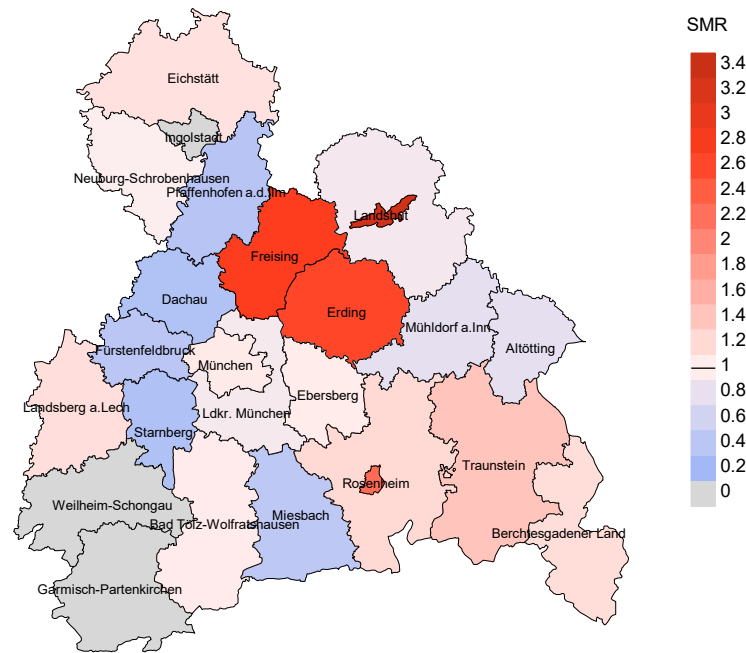 SMR
3.4
3.2
3
2.8
2.6
2.4
2.2
2
1.8
1.6
1.4
1.2
1
0.8
0.6
0.4
0.2
0
Eichstätt
Ingolstadt
Neuburg-Schrobenhausen
Pfaffenhofen a.d.Ilm
Landshut
Freising
Dachau
Erding
Mühldorf a.Inn
Altötting
Fürstenfeldbruck
München
Ebersberg
Landsberg a.Lech
Ldkr. München
Starnberg
Traunstein
Rosenheim
Weilheim-Schongau
Miesbach
Bad Tölz-Wolfratshausen
Berchtesgadener Land
Garmisch-Partenkirchen